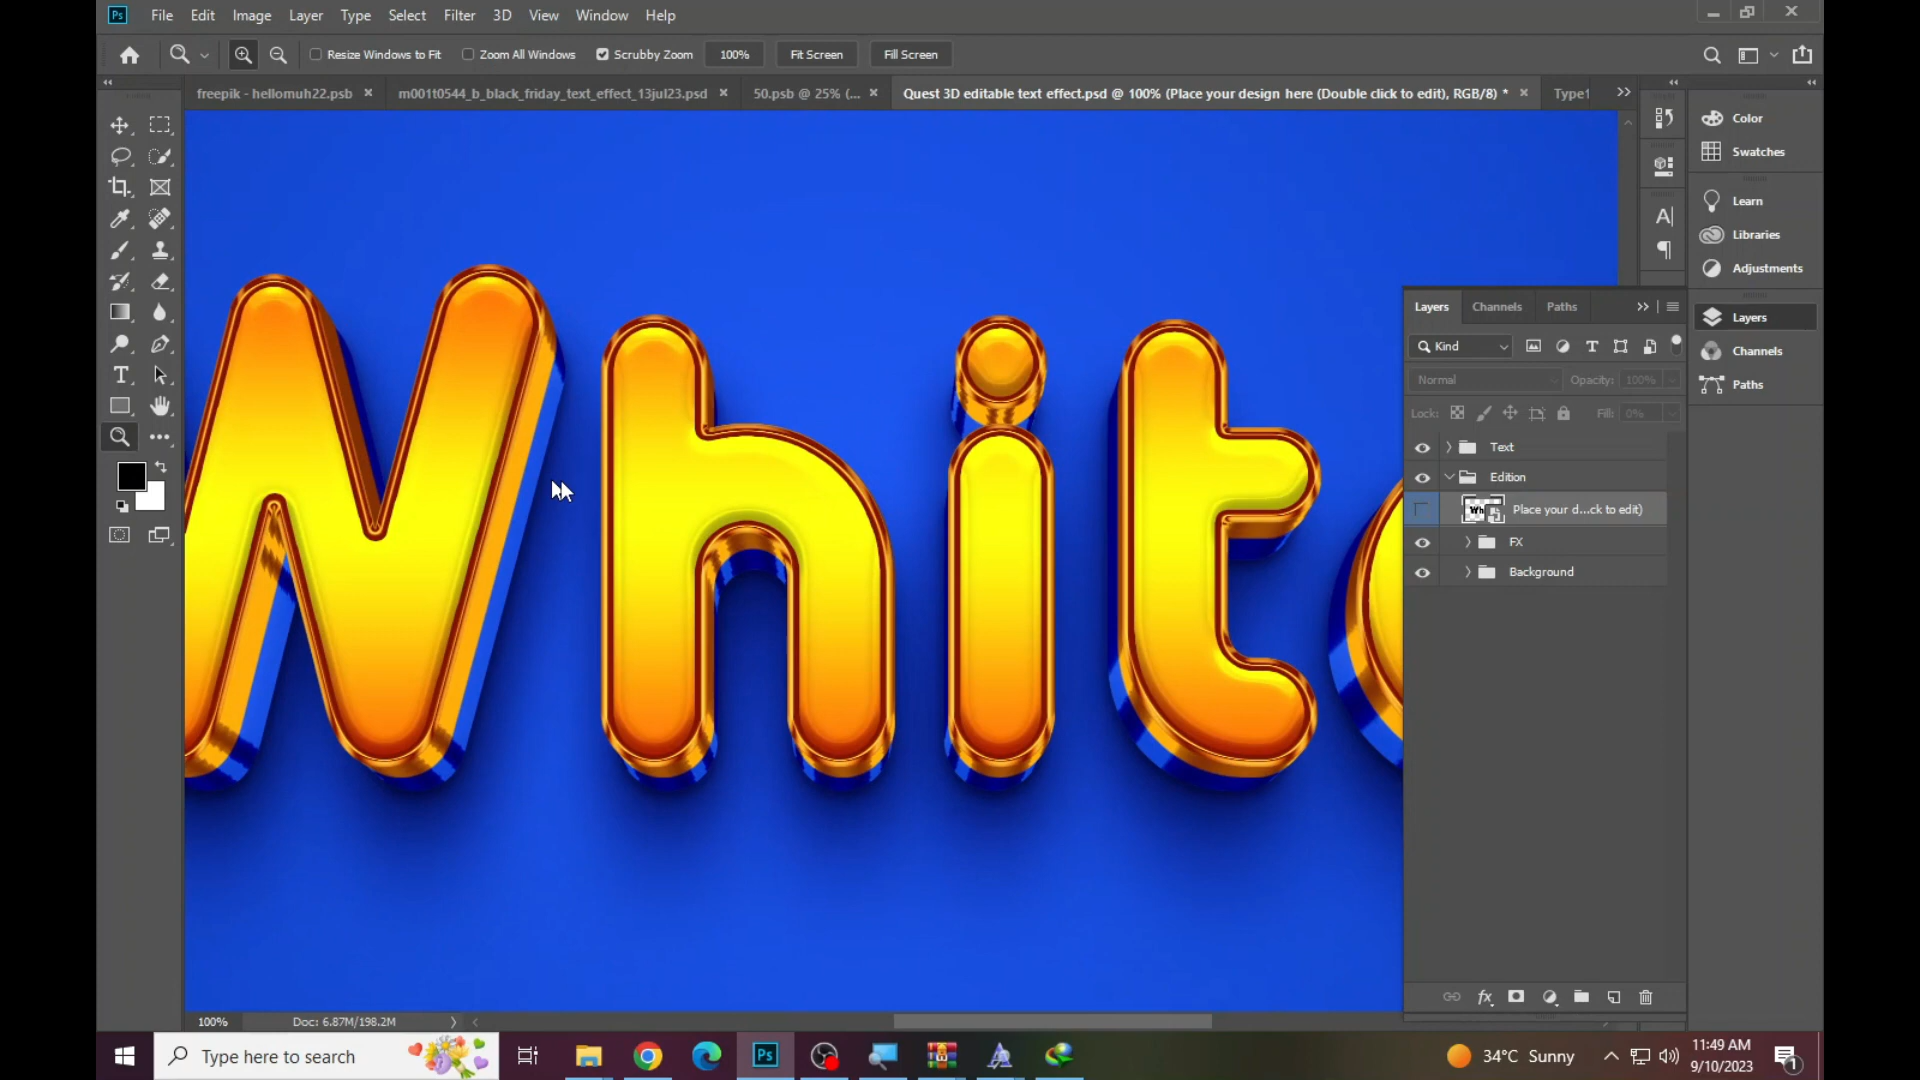 Ps File Edit Image Layer Type Select Filter 3D View Window Help
Resize Windows to Fit Zoom All Windows Scrubby Zoom 100% Fit Screen Fill Screen
freepik - hellomuh22.psb × m001t0544_b_black_friday_text_effect_13jul23.psd × 50.psb @ 25% (... × Quest 3D editable text effect.psd @ 100% (Place your design here (Double click to edit), RGB/8) * × Type1
Color
Swatches
Learn
Libraries
Adjustments
Layers
Channels
Paths
White
Layers Channels Paths
Kind
Normal Opacity: 100%
Lock: Fill: 0%
Text
Edition
Wh Place your d...ck to edit)
FX
Background
fx
100% Doc: 6.87M/198.2M
Type here to search
Ps
34°C Sunny
11:49 AM
9/10/2023
1